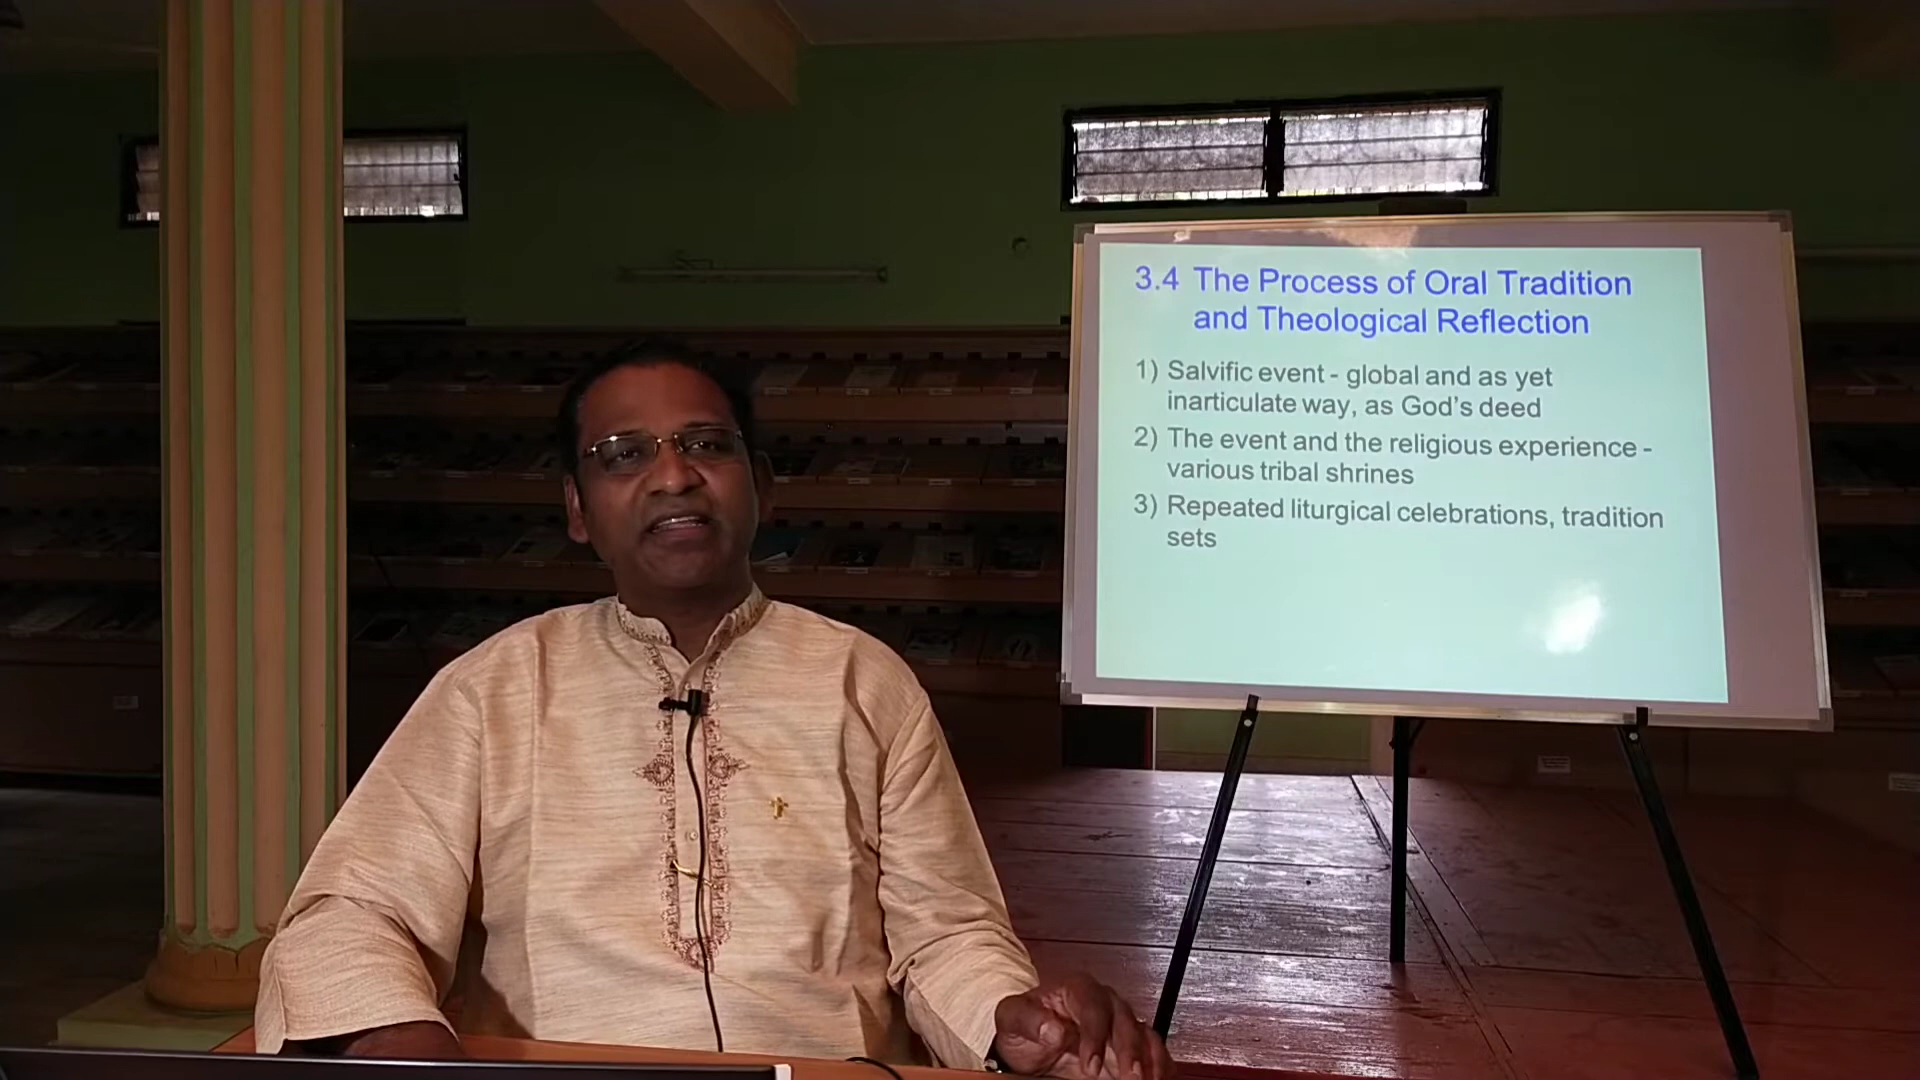 3.4 The Process of Oral Tradition
and Theological Reflection
1) Salvific event - global and as yet
inarticulate way, as God's deed
2) The event and the religious experience -
various tribal shrines
3) Repeated liturgical celebrations, tradition
sets